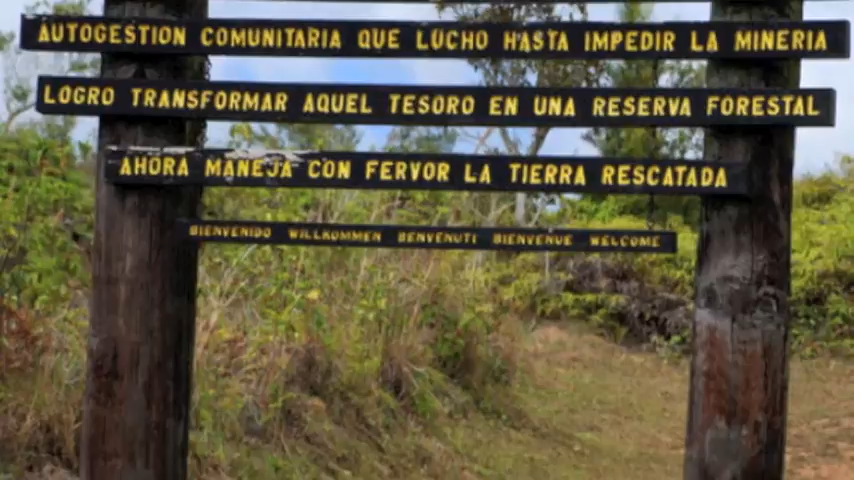 AUTOGESTION COMUNITARIA QUE LUCHO HASTA IMPEDIR LA MINERIA
LOGRO TRANSFORMAR AQUEL TESORO EN UNA RESERVA FORESTAL
AHORA MANEJA CON FERVOR LA TIERRA RESCATADA
BIENVENIDO WILLKOMMEN BENVENUTI BIENVENUE WELCOME